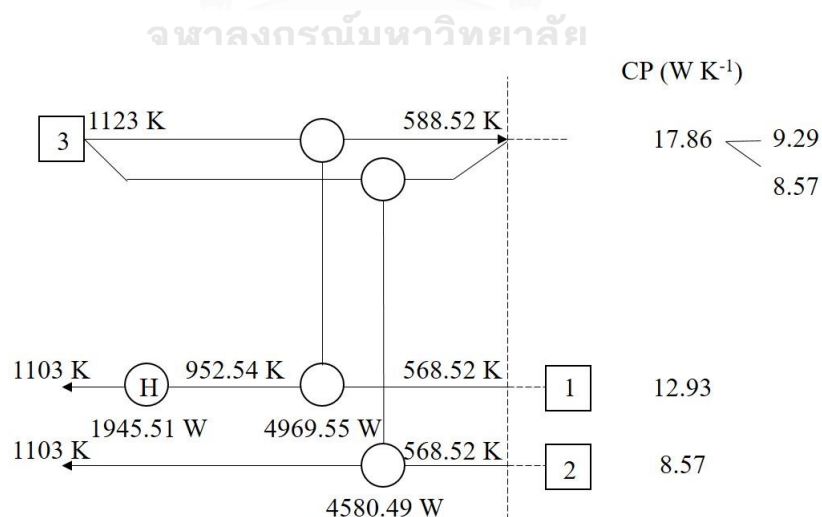 จุฬาลงกรณ์มหาวิทยาลัย
CP (W K-1)
3 1123 K 588.52 K 17.86 9.29
8.57
1103 K H 952.54 K 568.52 K 1 12.93
1945.51 W 4969.55 W
1103 K 568.52 K 2 8.57
4580.49 W